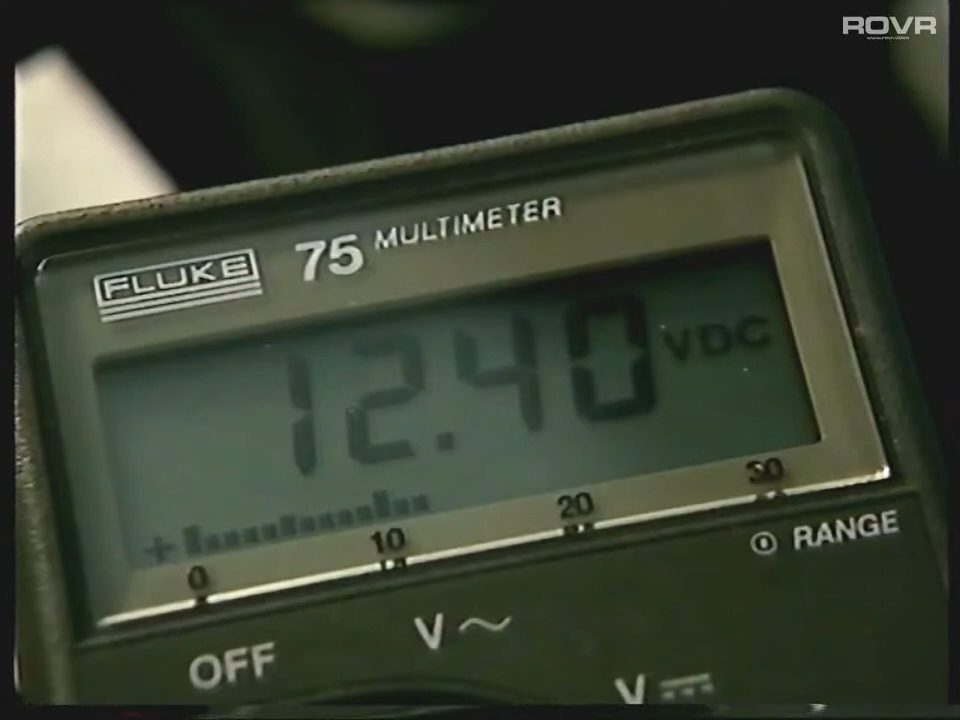 ROVR
FLUKE 75 MULTIMETER
12.40 VDC
+
0 10 20 30
RANGE
OFF V~ V